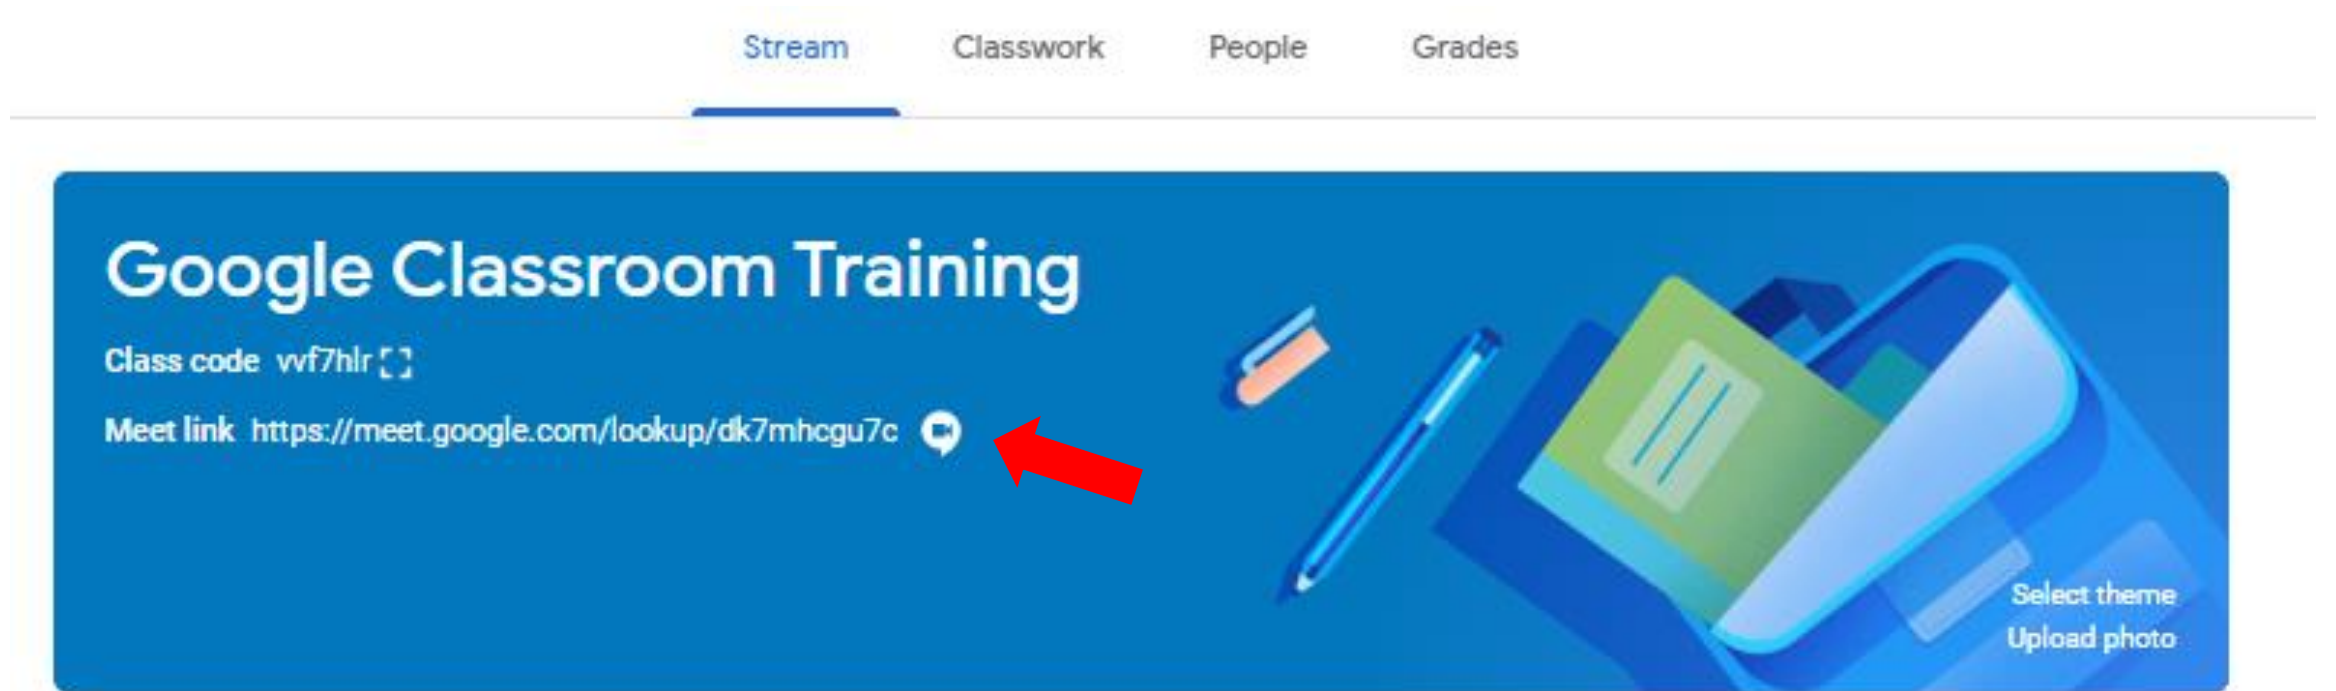 Stream Classwork People Grades
Google Classroom Training
Class code vvf7hlr
Meet link https://meet.google.com/lookup/dk7mhcgu7c
Select theme
Upload photo